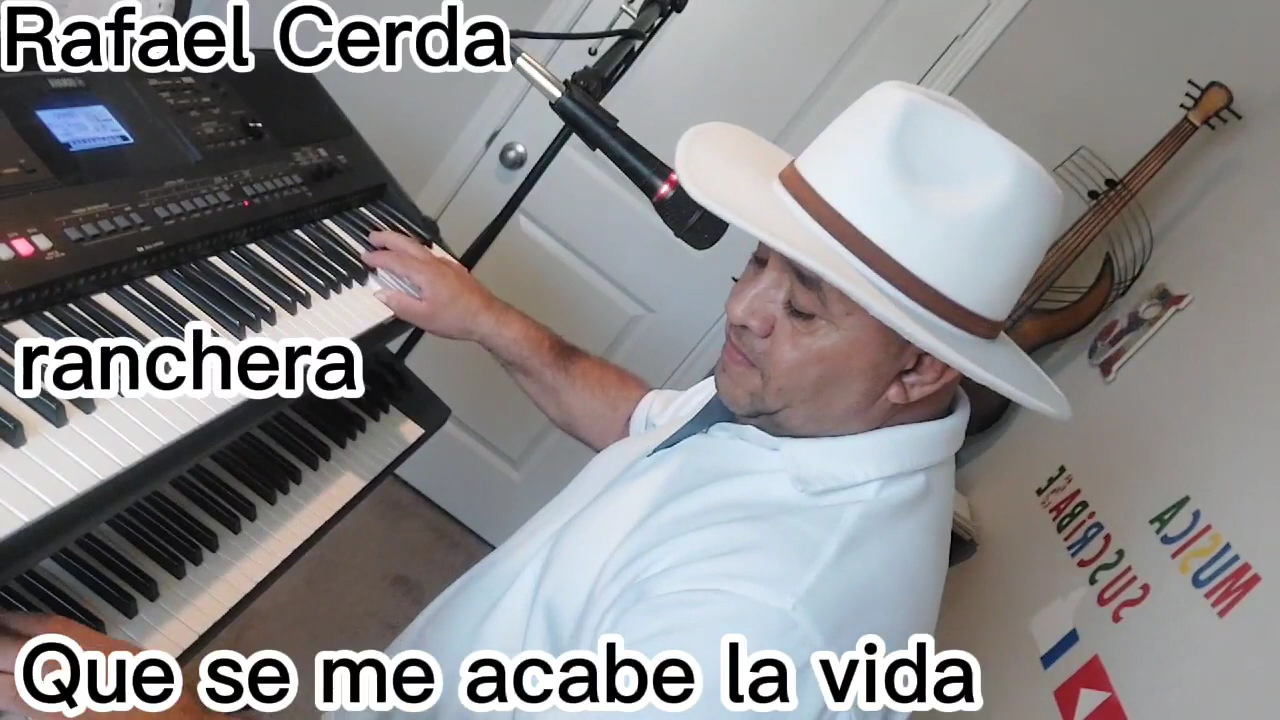 Rafael Cerda
ranchera
MUSICA
SUSCRiBASE
Que se me acabe la vida